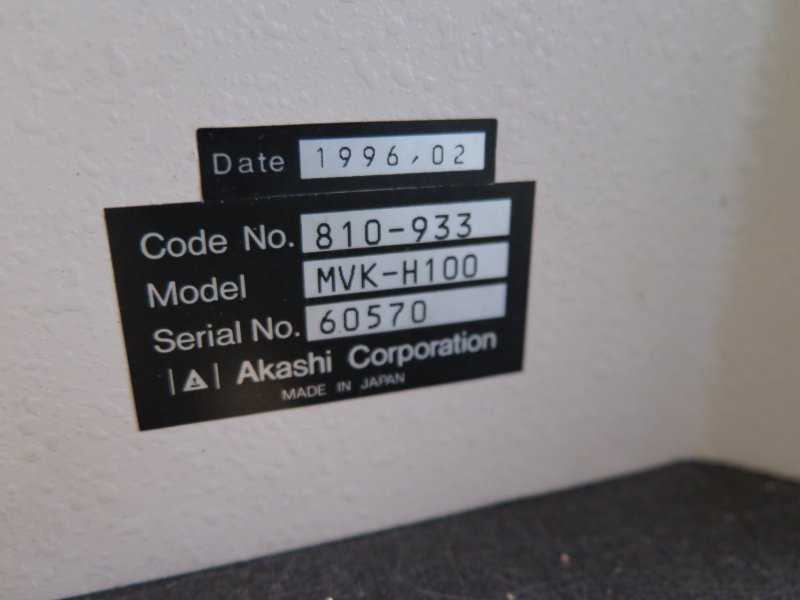 Date 1996,02
Code No. 810-933
Model MVK-H100
Serial No. 60570
Akashi Corporation
MADE IN JAPAN